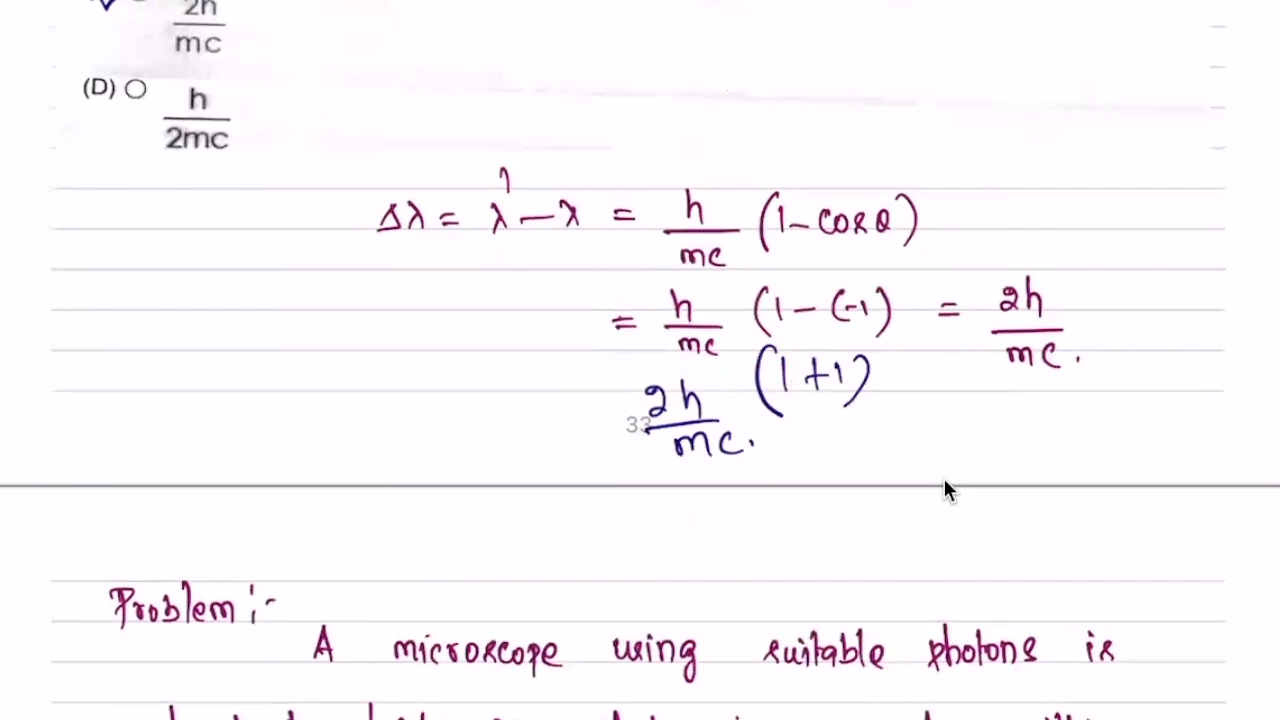 2h
mc
(D) h
2mc
Δλ = λ' − λ = h/mc (1 − cosθ)
= h/mc (1 − (−1) = 2h/mc.
(1 + 1)
2h/mc.
33
Problem :-
A microscope using suitable photons is